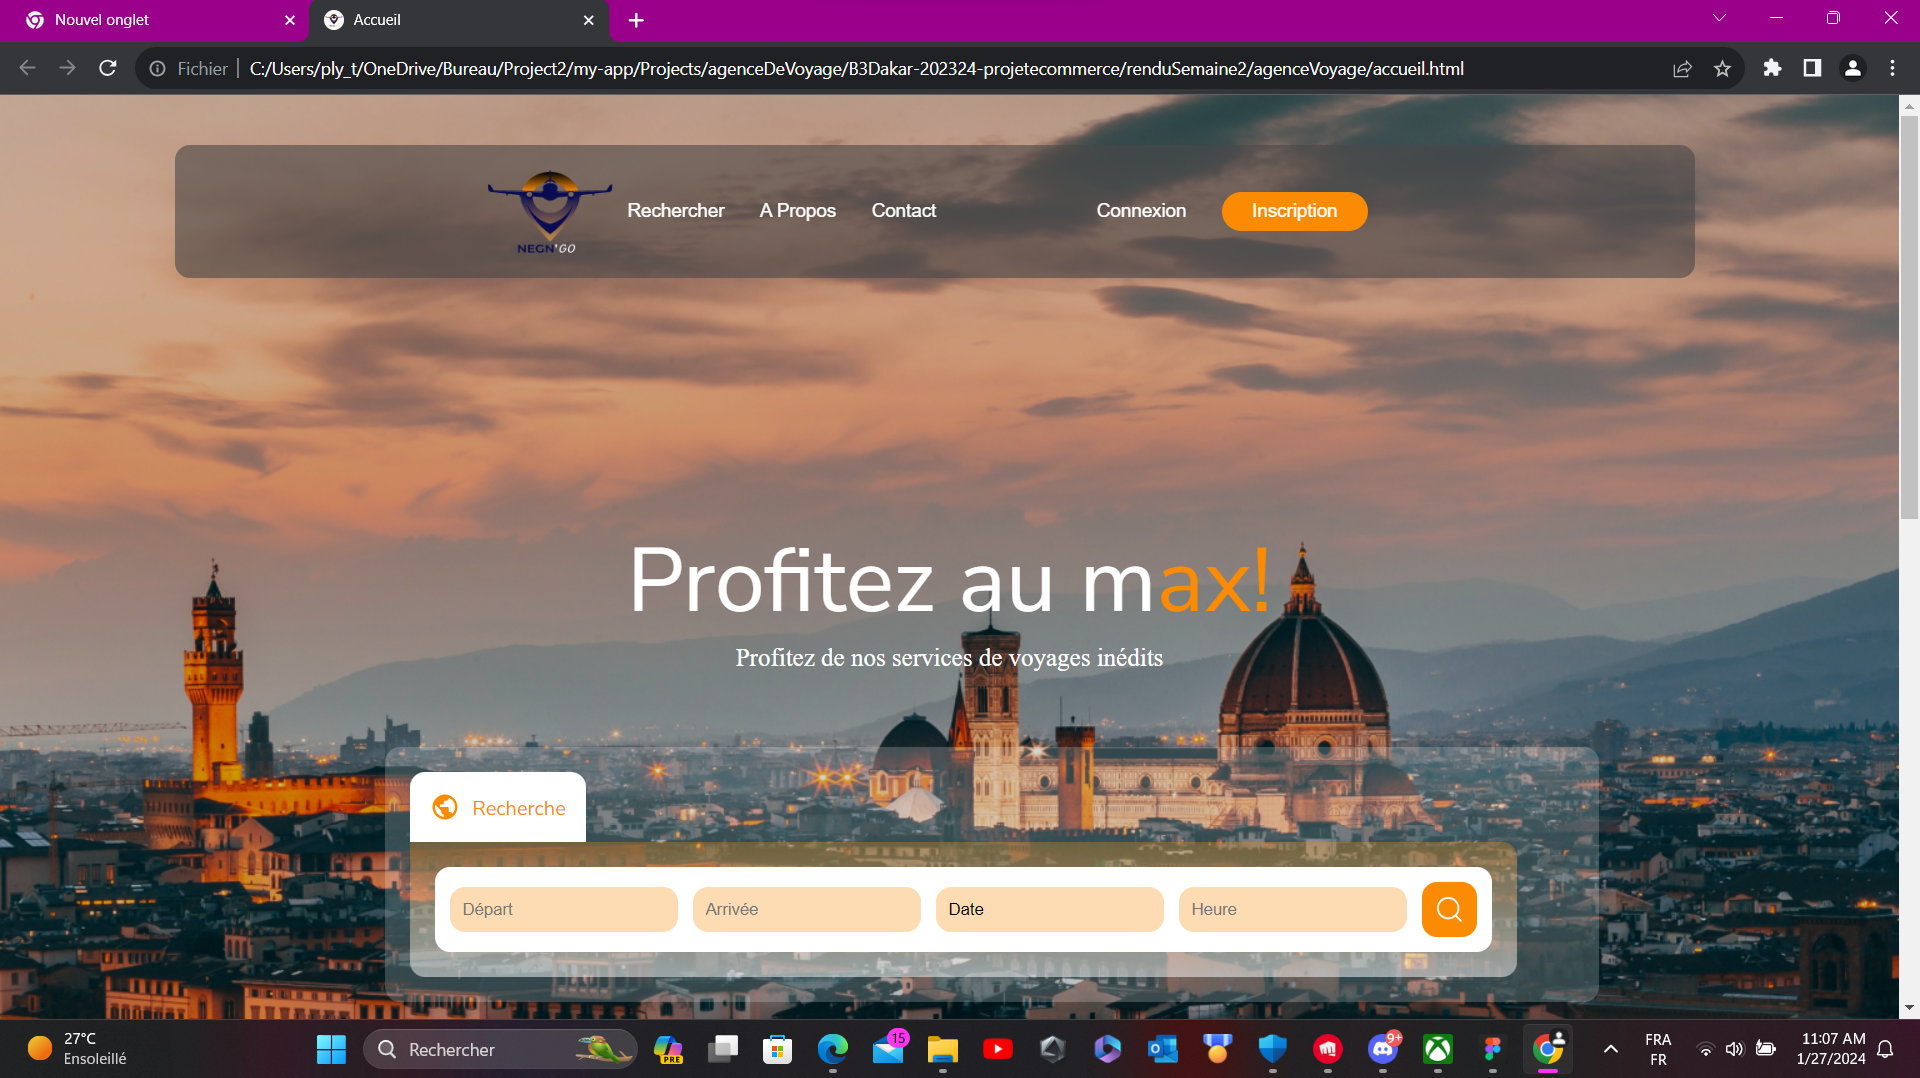 Nouvel onglet
Accueil
Fichier | C:/Users/ply_t/OneDrive/Bureau/Project2/my-app/Projects/agenceDeVoyage/B3Dakar-202324-projetecommerce/renduSemaine2/agenceVoyage/accueil.html
NEGN'GO
Rechercher
A Propos
Contact
Connexion
Inscription
Profitez au max!
Profitez de nos services de voyages inédits
Recherche
Départ
Arrivée
Date
Heure
27°C
Ensoleillé
Rechercher
PRE
15
9+
FRA
FR
11:07 AM
1/27/2024